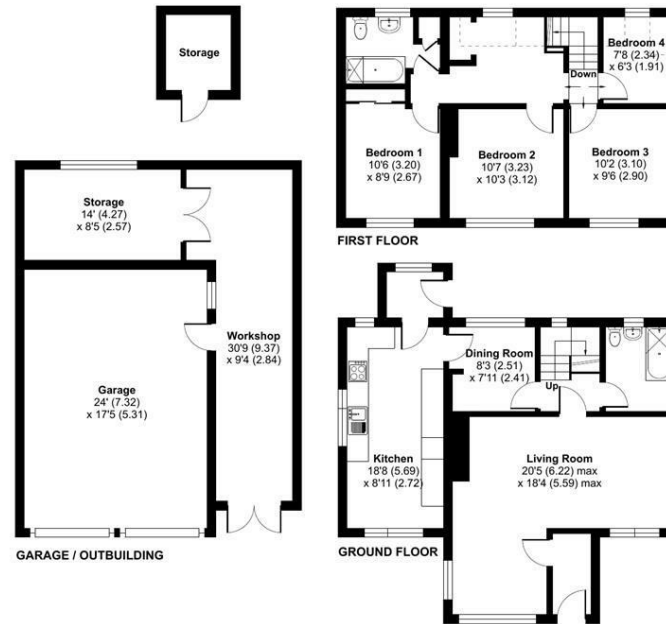 Storage
Storage
14' (4.27)
x 8'5 (2.57)
Workshop
30'9 (9.37)
x 9'4 (2.84)
Garage
24' (7.32)
x 17'5 (5.31)
GARAGE / OUTBUILDING
Bedroom 4
7'8 (2.34)
x 6'3 (1.91)
Down
Bedroom 1
10'6 (3.20)
x 8'9 (2.67)
Bedroom 2
10'7 (3.23)
x 10'3 (3.12)
Bedroom 3
10'2 (3.10)
x 9'6 (2.90)
FIRST FLOOR
Dining Room
8'3 (2.51)
x 7'11 (2.41)
Up
Kitchen
18'8 (5.69)
x 8'11 (2.72)
Living Room
20'5 (6.22) max
x 18'4 (5.59) max
GROUND FLOOR